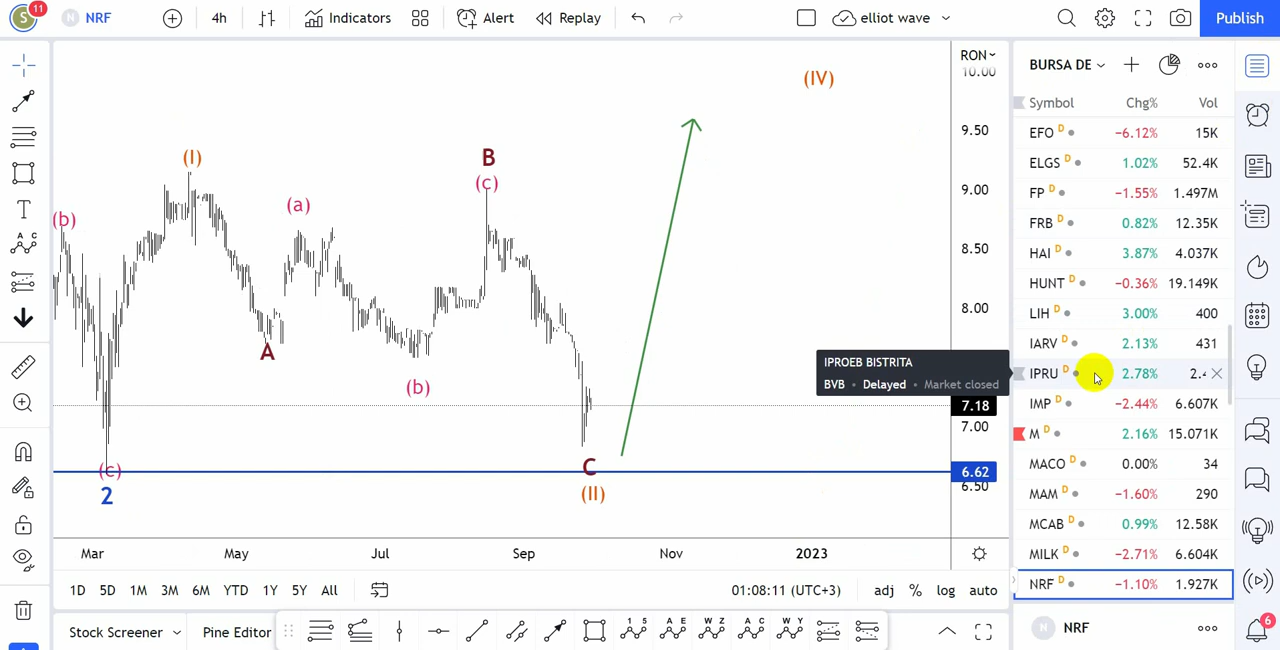 S 11 N NRF 4h Indicators Alert Replay elliot wave Publish
RON
10.00
9.50
9.00
8.50
8.00
7.18
7.00
6.62
6.50
(IV)
(I)
B
(c)
(a)
(b)
A
(b)
(c)
2
C
(II)
Mar May Jul Sep Nov 2023
1D 5D 1M 3M 6M YTD 1Y 5Y All 01:08:11 (UTC+3) adj % log auto
Stock Screener Pine Editor
BURSA DE
Symbol Chg% Vol
EFO D −6.12% 15K
ELGS D 1.02% 52.4K
FP D −1.55% 1.497M
FRB D 0.82% 12.35K
HAI D 3.87% 4.037K
HUNT D −0.36% 19.149K
LIH D 3.00% 400
IARV D 2.13% 431
IPRU D 2.78%
IMP D −2.44% 6.607K
M D 2.16% 15.071K
MACO D 0.00% 34
MAM D −1.60% 290
MCAB D 0.99% 12.58K
MILK D −2.71% 6.604K
NRF D −1.10% 1.927K
IPROEB BISTRITA
BVB • Delayed • Market closed
N NRF
6